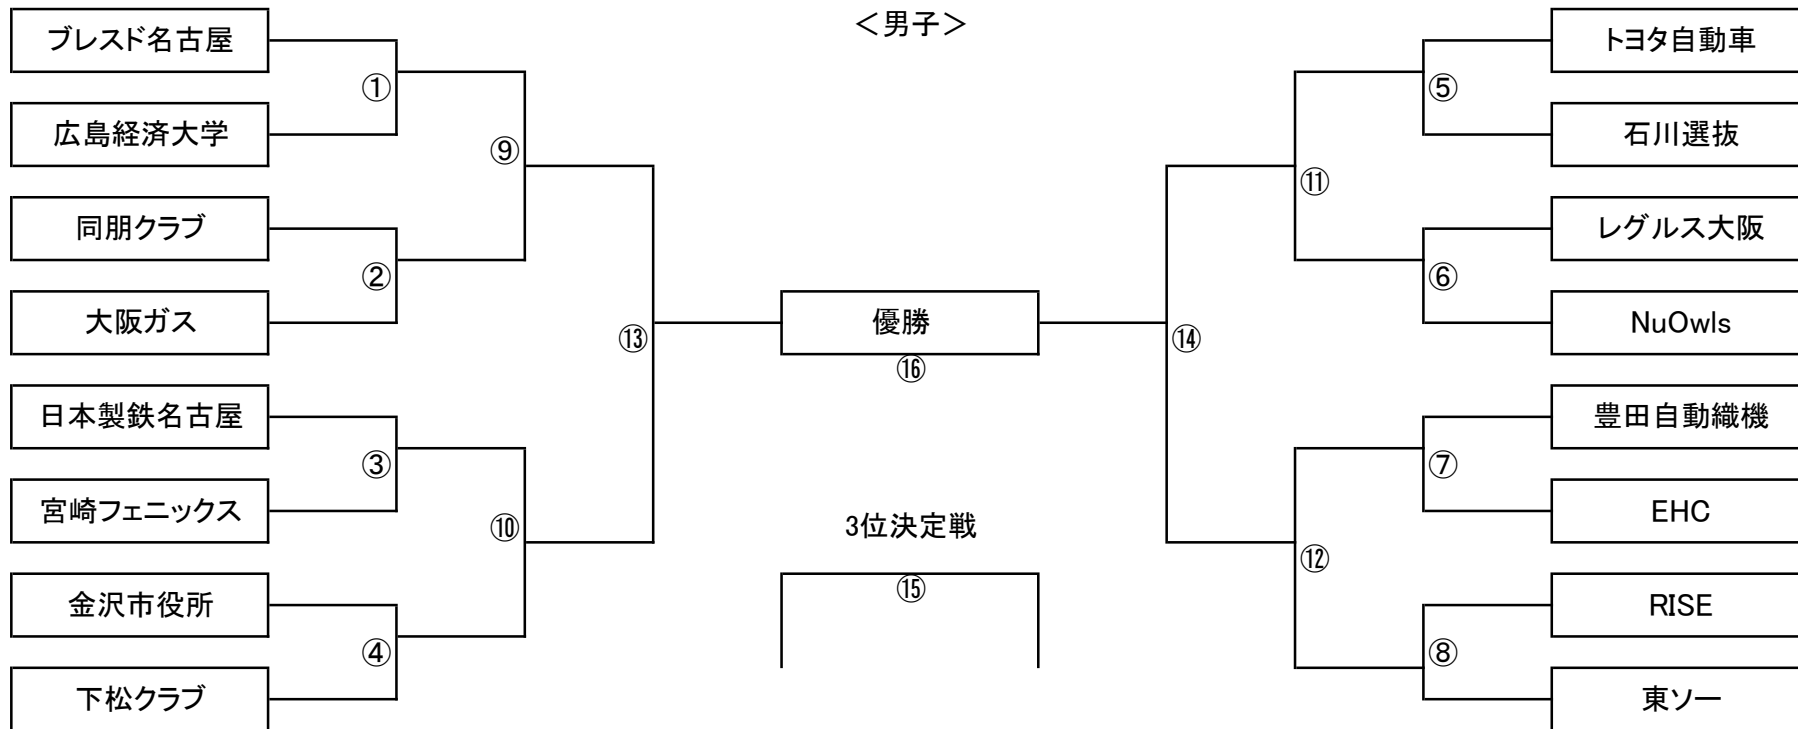 ＜男子＞
ブレスド名古屋
①
広島経済大学
⑨
同朋クラブ
②
大阪ガス
⑬
日本製鉄名古屋
③
宮崎フェニックス
⑩
金沢市役所
④
下松クラブ
優勝
⑯
3位決定戦
⑮
トヨタ自動車
⑤
石川選抜
⑪
レグルス大阪
⑥
NuOwls
⑭
豊田自動織機
⑦
EHC
⑫
RISE
⑧
東ソー